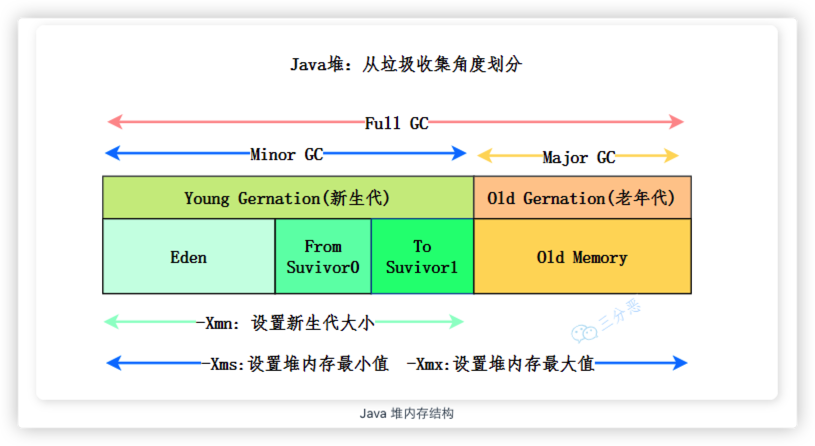 Java堆：从垃圾收集角度划分
Full GC
Minor GC
Major GC
Young Gernation(新生代)
Old Gernation(老年代)
Eden
From
Suvivor0
To
Suvivor1
Old Memory
-Xmn: 设置新生代大小
三分恶
-Xms:设置堆内存最小值 -Xmx:设置堆内存最大值
Java 堆内存结构